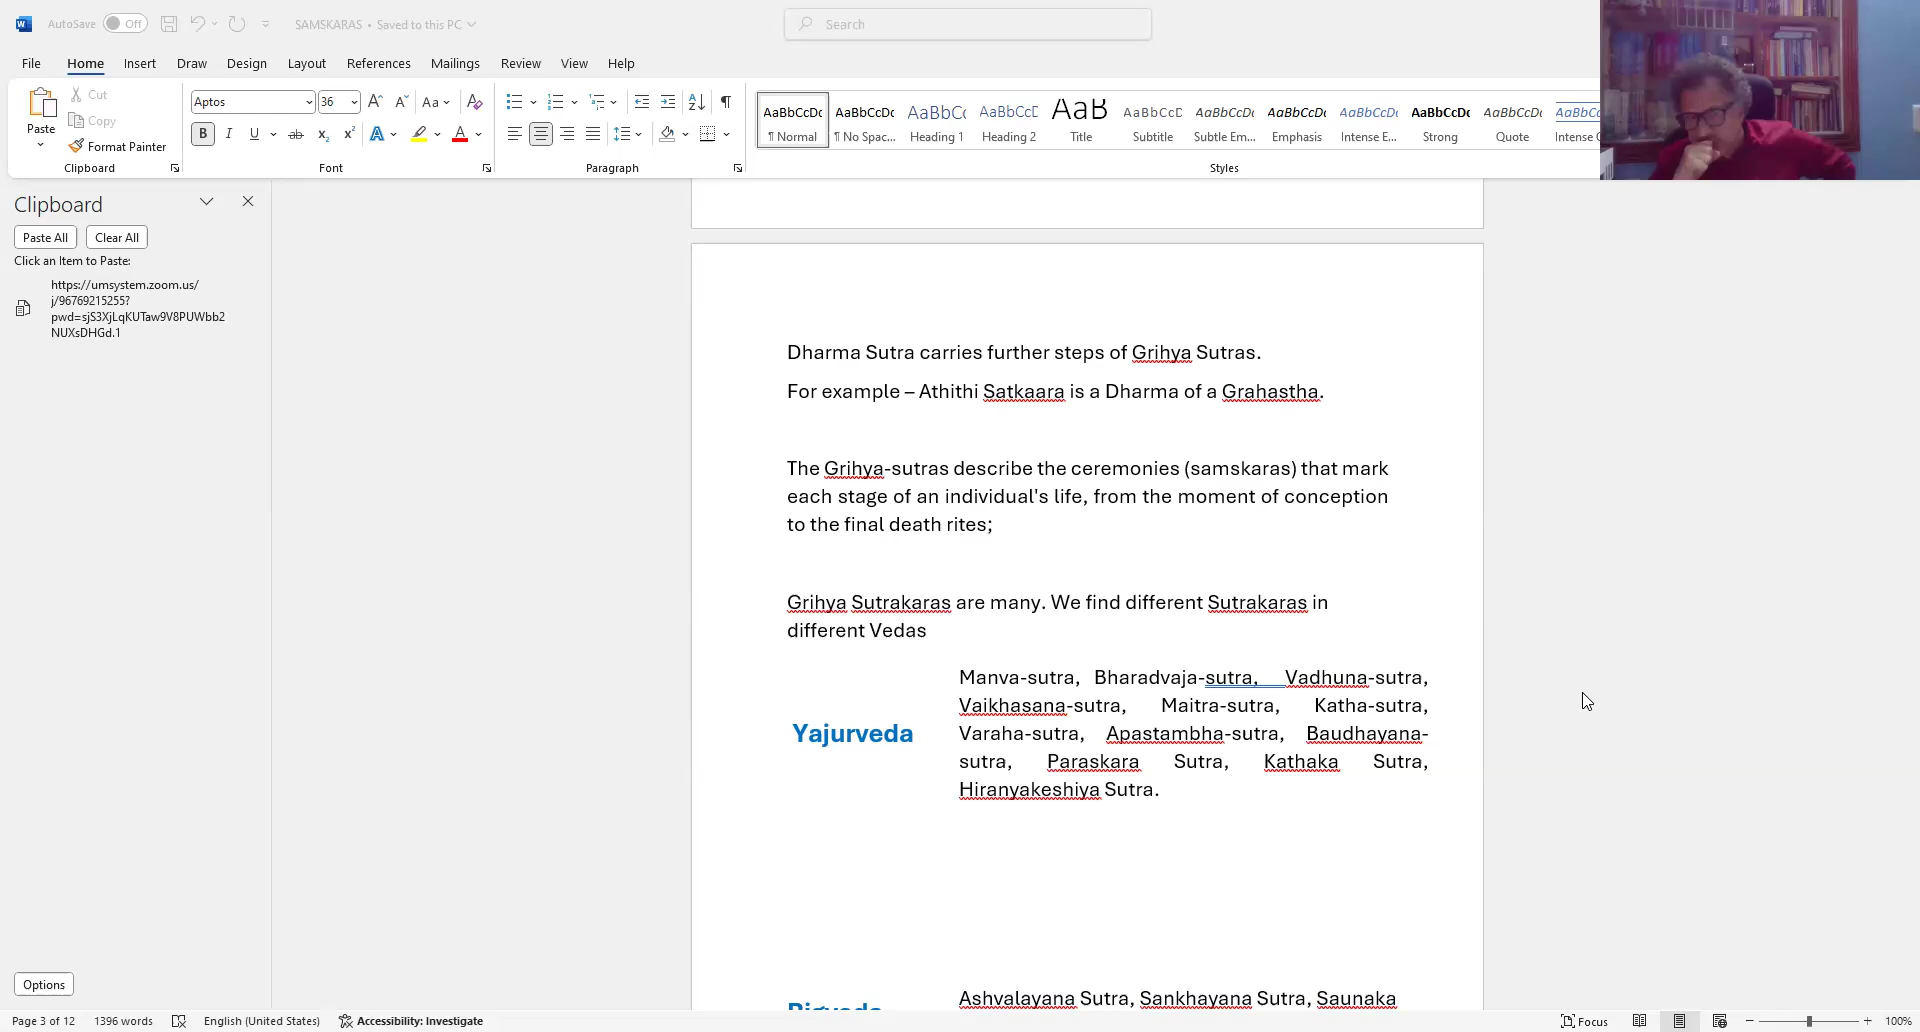 AutoSave Off SAMSKARAS • Saved to this PC Search
File Home Insert Draw Design Layout References Mailings Review View Help
Paste Cut Copy Format Painter Clipboard
Aptos 36 Font
Paragraph
AaBbCcDc AaBbCcDc AaBbCc AaBbCcD AaB AaBbCcD AaBbCcDc AaBbCcDc AaBbCcDc AaBbCcDc AaBbCcDc AaBbCcDc
¶ Normal ¶ No Spac... Heading 1 Heading 2 Title Subtitle Subtle Em... Emphasis Intense E... Strong Quote Intense
Styles
Clipboard
Paste All Clear All
Click an Item to Paste:
https://umsystem.zoom.us/
j/96769215255?
pwd=sjS3XjLqKUTaw9V8PUWbb2
NUXsDHGd.1
Options
Dharma Sutra carries further steps of Grihya Sutras.
For example – Athithi Satkaara is a Dharma of a Grahastha.
The Grihya-sutras describe the ceremonies (samskaras) that mark
each stage of an individual's life, from the moment of conception
to the final death rites;
Grihya Sutrakaras are many. We find different Sutrakaras in
different Vedas
Yajurveda
Manva-sutra, Bharadvaja-sutra, Vadhuna-sutra,
Vaikhasana-sutra, Maitra-sutra, Katha-sutra,
Varaha-sutra, Apastambha-sutra, Baudhayana-
sutra, Paraskara Sutra, Kathaka Sutra,
Hiranyakeshiya Sutra.
Rigveda
Ashvalayana Sutra, Sankhayana Sutra, Saunaka
Page 3 of 12 1396 words English (United States) Accessibility: Investigate Focus 100%